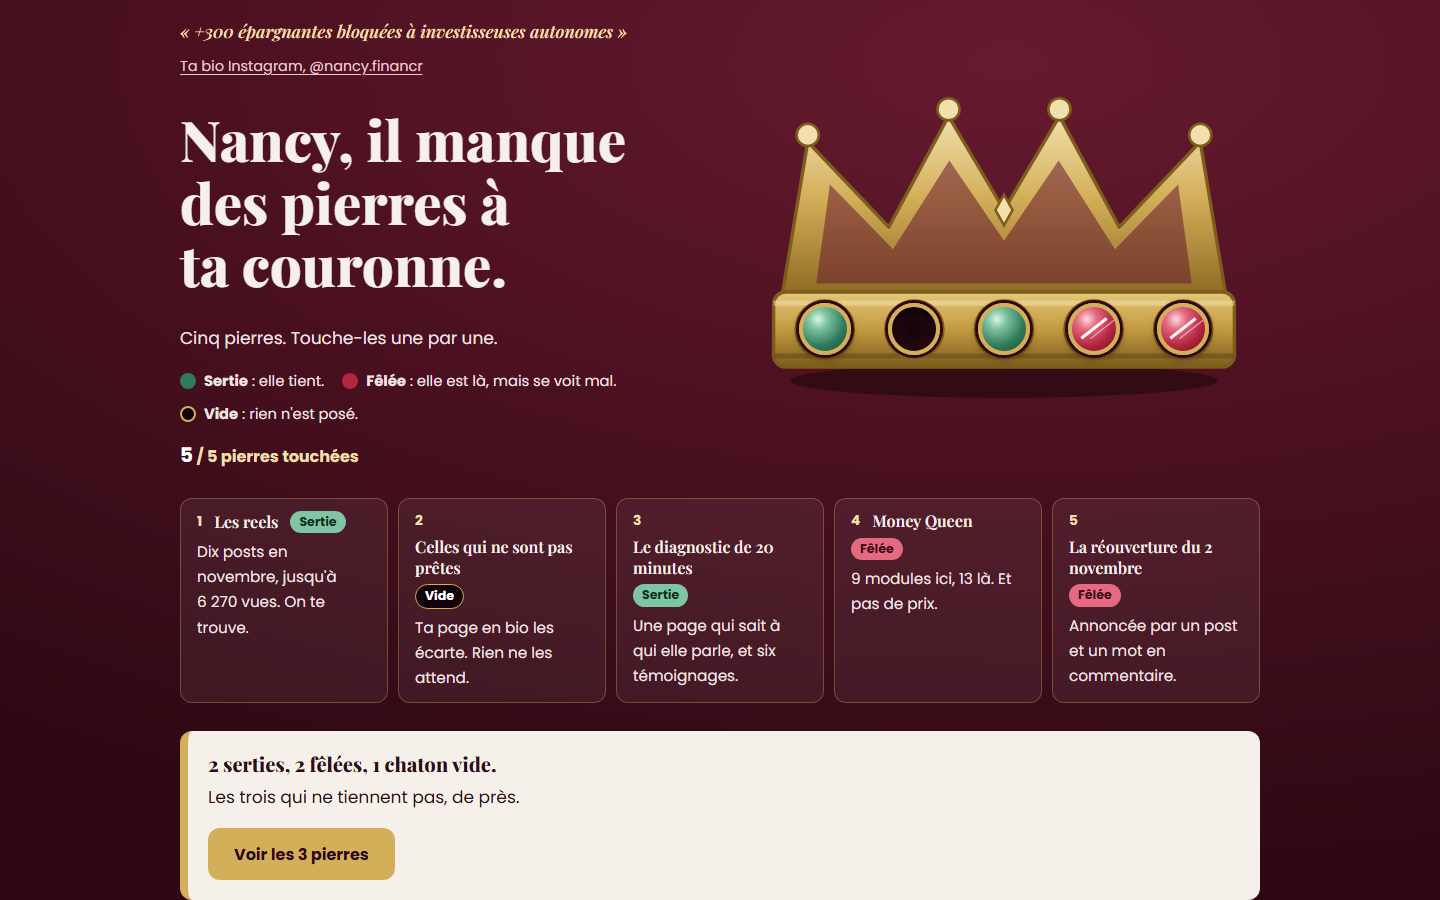 « +300 épargnantes bloquées à investisseuses autonomes »
Ta bio Instagram, @nancy.financr
Nancy, il manque
des pierres à
ta couronne.
Cinq pierres. Touche-les une par une.
Sertie : elle tient. Fêlée : elle est là, mais se voit mal.
Vide : rien n'est posé.
5 / 5 pierres touchées
1 Les reels Sertie
Dix posts en
novembre, jusqu'à
6 270 vues. On te
trouve.
2
Celles qui ne sont pas
prêtes
Vide
Ta page en bio les
écarte. Rien ne les
attend.
3
Le diagnostic de 20
minutes
Sertie
Une page qui sait à
qui elle parle, et six
témoignages.
4 Money Queen
Fêlée
9 modules ici, 13 là. Et
pas de prix.
5
La réouverture du 2
novembre
Fêlée
Annoncée par un post
et un mot en
commentaire.
2 serties, 2 fêlées, 1 chaton vide.
Les trois qui ne tiennent pas, de près.
Voir les 3 pierres